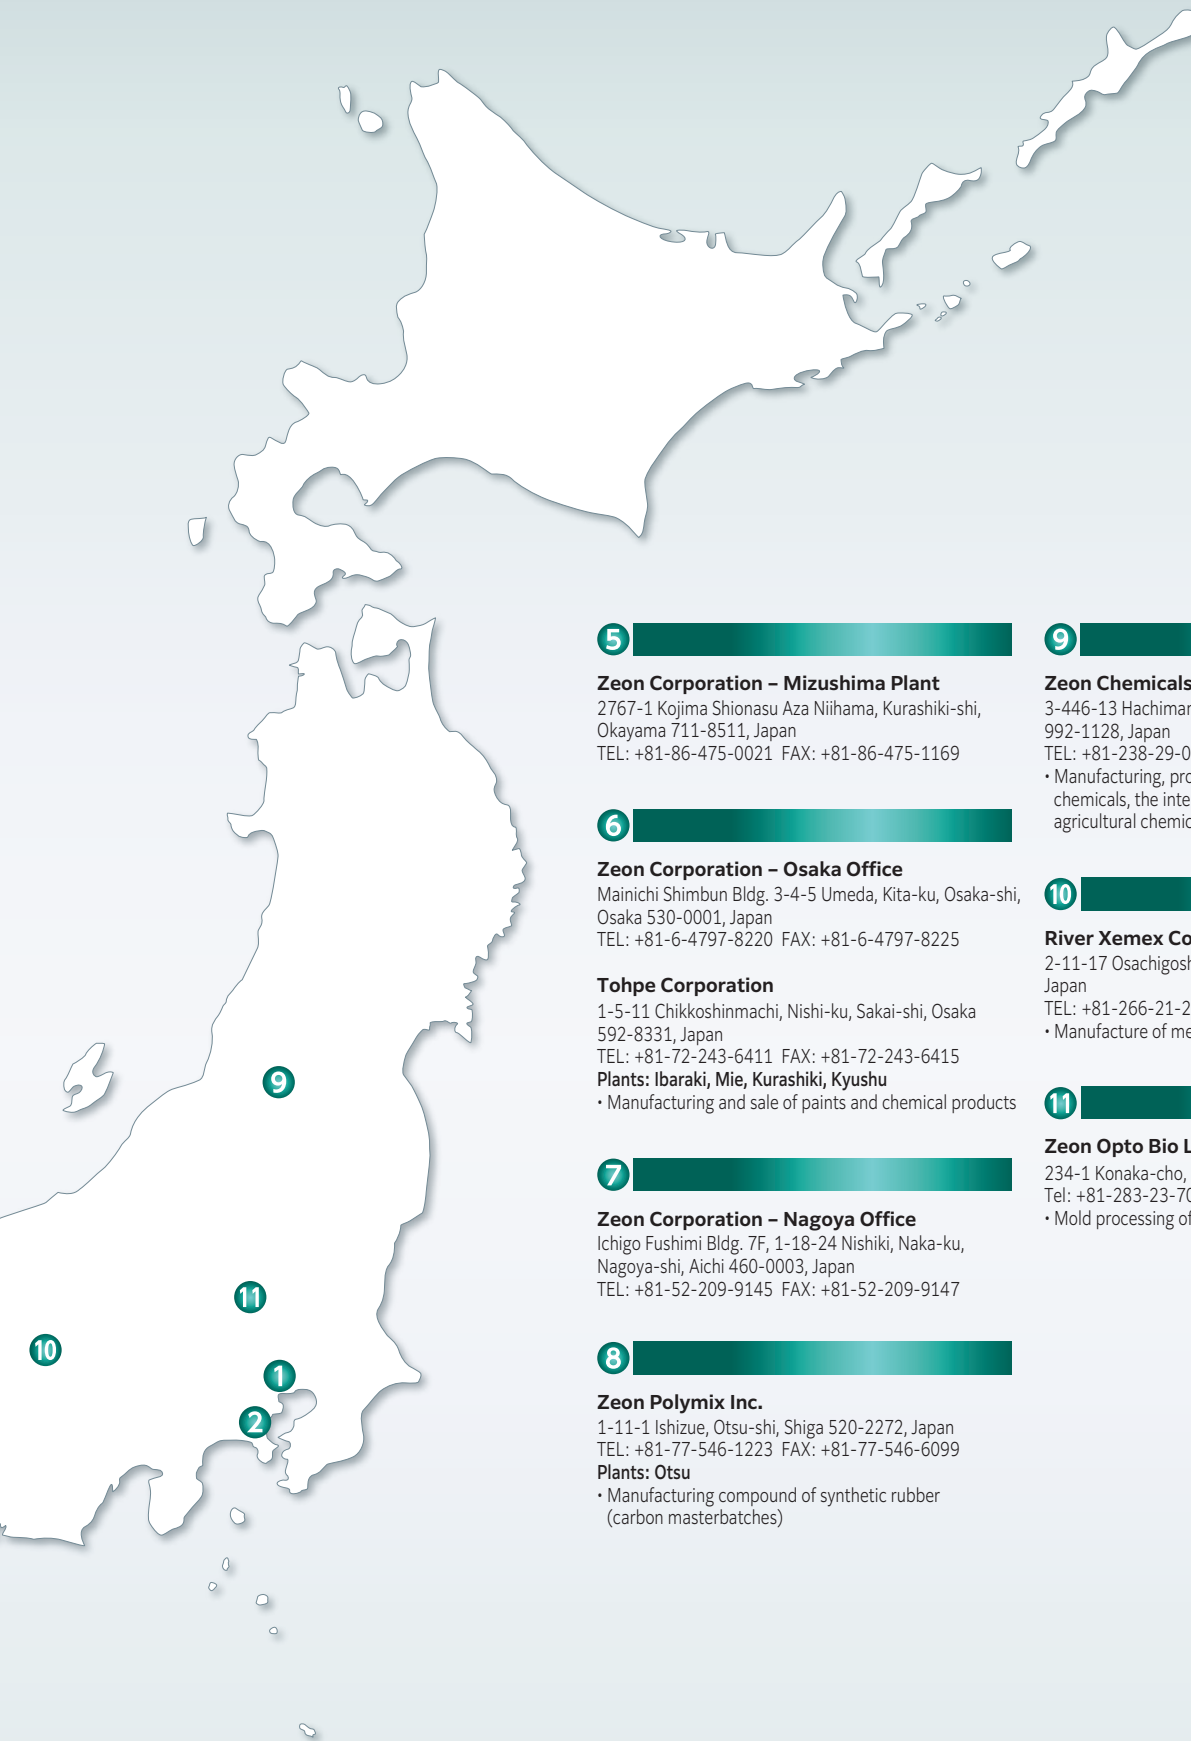 5
Zeon Corporation – Mizushima Plant
2767-1 Kojima Shionasu Aza Niihama, Kurashiki-shi,
Okayama 711-8511, Japan
TEL: +81-86-475-0021 FAX: +81-86-475-1169
6
Zeon Corporation – Osaka Office
Mainichi Shimbun Bldg. 3-4-5 Umeda, Kita-ku, Osaka-shi,
Osaka 530-0001, Japan
TEL: +81-6-4797-8220 FAX: +81-6-4797-8225
Tohpe Corporation
1-5-11 Chikkoshinmachi, Nishi-ku, Sakai-shi, Osaka
592-8331, Japan
TEL: +81-72-243-6411 FAX: +81-72-243-6415
Plants: Ibaraki, Mie, Kurashiki, Kyushu
• Manufacturing and sale of paints and chemical products
7
Zeon Corporation – Nagoya Office
Ichigo Fushimi Bldg. 7F, 1-18-24 Nishiki, Naka-ku,
Nagoya-shi, Aichi 460-0003, Japan
TEL: +81-52-209-9145 FAX: +81-52-209-9147
8
Zeon Polymix Inc.
1-11-1 Ishizue, Otsu-shi, Shiga 520-2272, Japan
TEL: +81-77-546-1223 FAX: +81-77-546-6099
Plants: Otsu
• Manufacturing compound of synthetic rubber
(carbon masterbatches)
9
Zeon Chemicals
3-446-13
992-1128, Japan
TEL: +81-238-29-0
• Manufacturing,
chemicals, the
agricultural
10
River Xemex
2-11-17
Japan
TEL: +81-266-21-2
• Manufacture of
11
Zeon Opto Bio
234-1 Konaka-cho,
Tel: +81-283-23-70
• Mold processing of
9
11
10
1
2